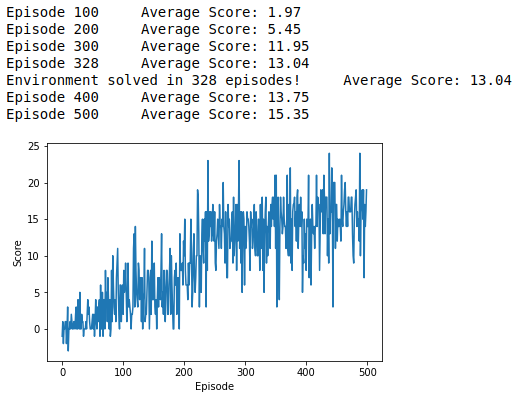 Episode 100     Average Score: 1.97
Episode 200     Average Score: 5.45
Episode 300     Average Score: 11.95
Episode 328     Average Score: 13.04
Environment solved in 328 episodes!     Average Score: 13.04
Episode 400     Average Score: 13.75
Episode 500     Average Score: 15.35
25
20
15
10
5
0
Score
0 100 200 300 400 500
Episode